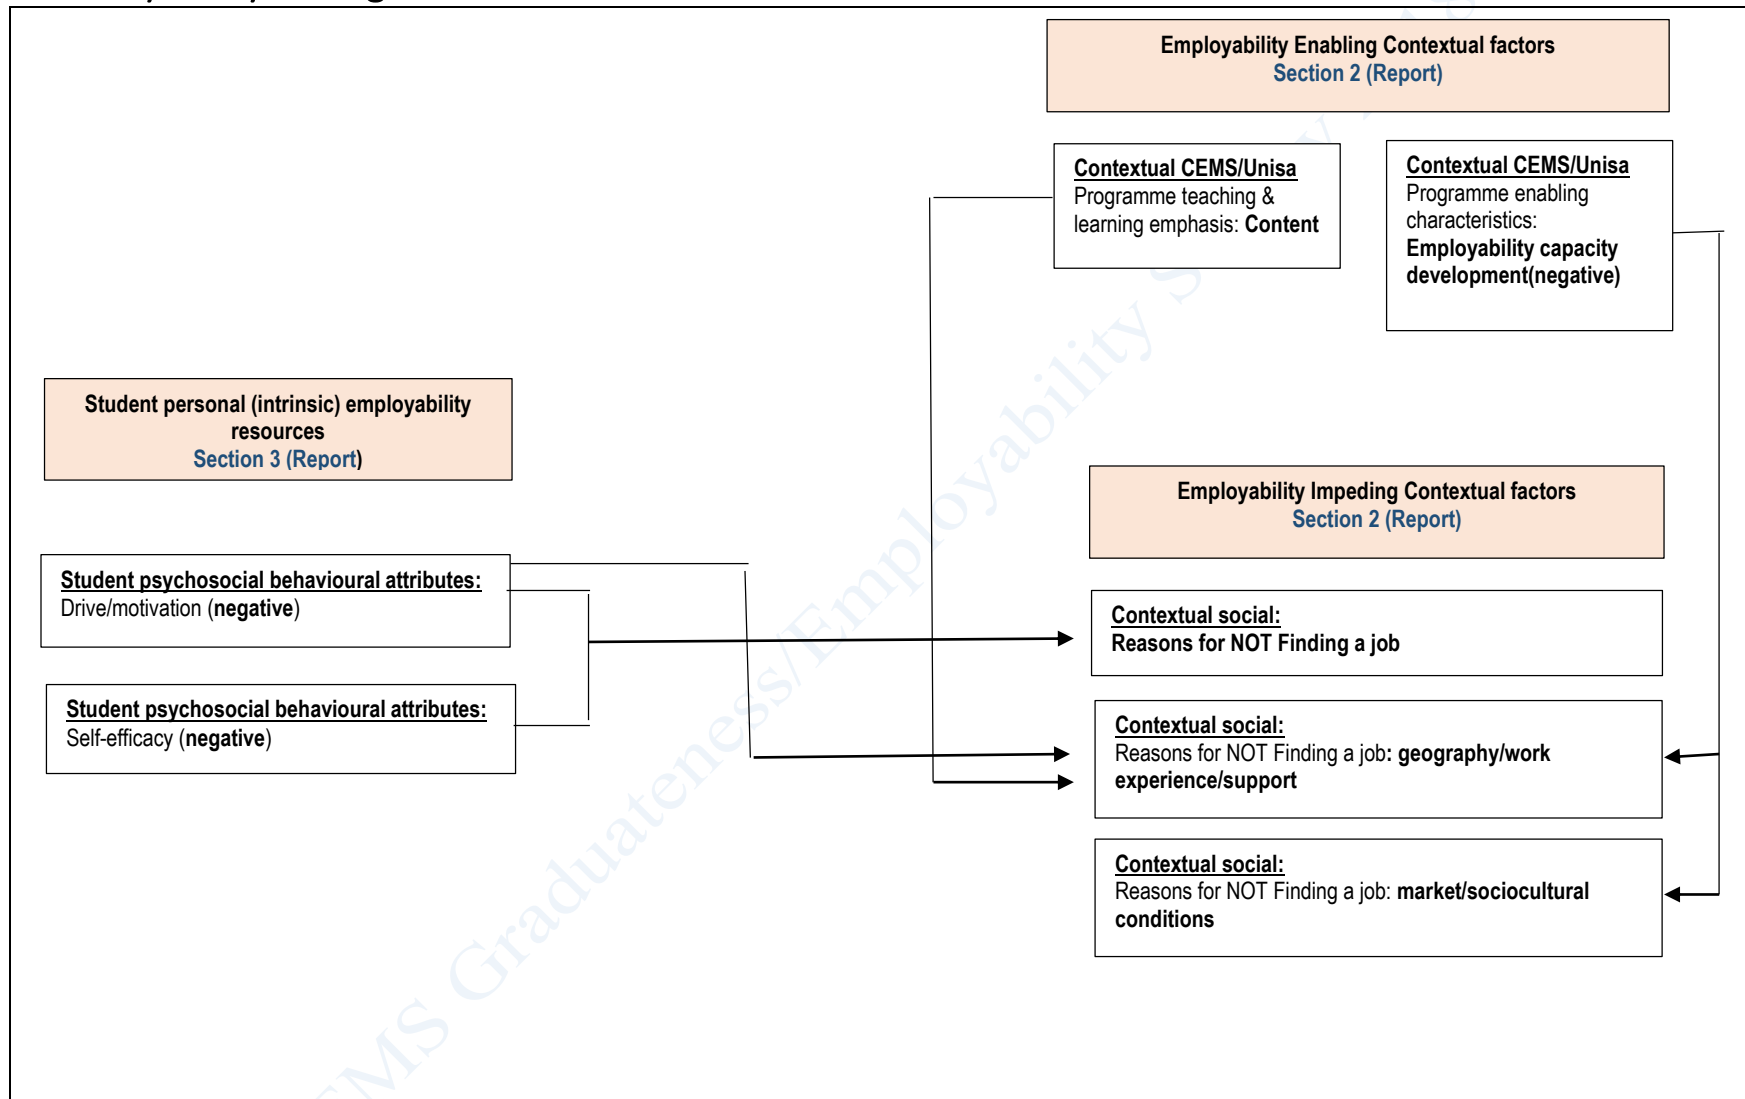 Employability Enabling Contextual factors
Section 2 (Report)
Contextual CEMS/Unisa
Programme teaching &
learning emphasis: Content
Contextual CEMS/Unisa
Programme enabling
characteristics:
Employability capacity
development(negative)
Student personal (intrinsic) employability
resources
Section 3 (Report)
Employability Impeding Contextual factors
Section 2 (Report)
Student psychosocial behavioural attributes:
Drive/motivation (negative)
Student psychosocial behavioural attributes:
Self-efficacy (negative)
Contextual social:
Reasons for NOT Finding a job
Contextual social:
Reasons for NOT Finding a job: geography/work
experience/support
Contextual social:
Reasons for NOT Finding a job: market/sociocultural
conditions
Graduateness/Employability